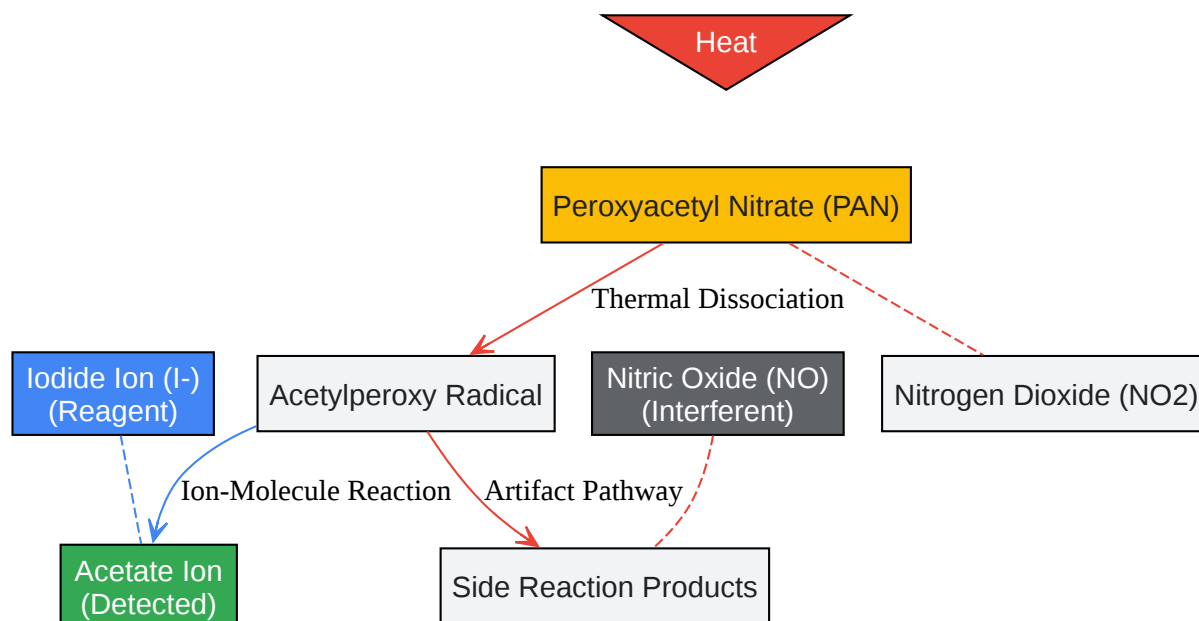 Heat
Peroxyacetyl Nitrate (PAN)
Thermal Dissociation
Iodide Ion (I-)
(Reagent)
Acetylperoxy Radical
Nitric Oxide (NO)
(Interferent)
Nitrogen Dioxide (NO2)
Ion-Molecule Reaction
Artifact Pathway
Acetate Ion
(Detected)
Side Reaction Products